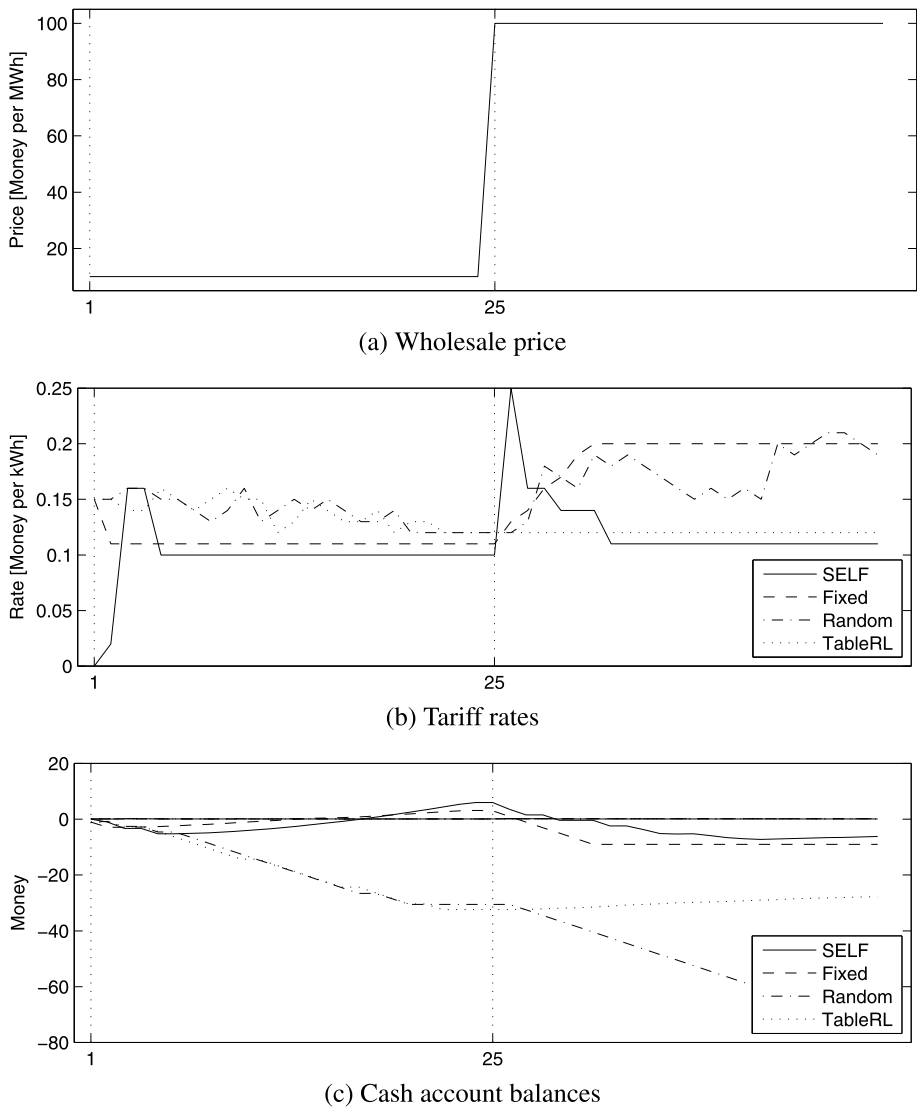 100
80
60
40
20
Price [Money per MWh]
1
25
(a) Wholesale price
0.25
0.2
0.15
0.1
0.05
0
Rate [Money per kWh]
SELF
Fixed
Random
TableRL
1
25
(b) Tariff rates
20
0
−20
−40
−60
−80
Money
SELF
Fixed
Random
TableRL
1
25
(c) Cash account balances